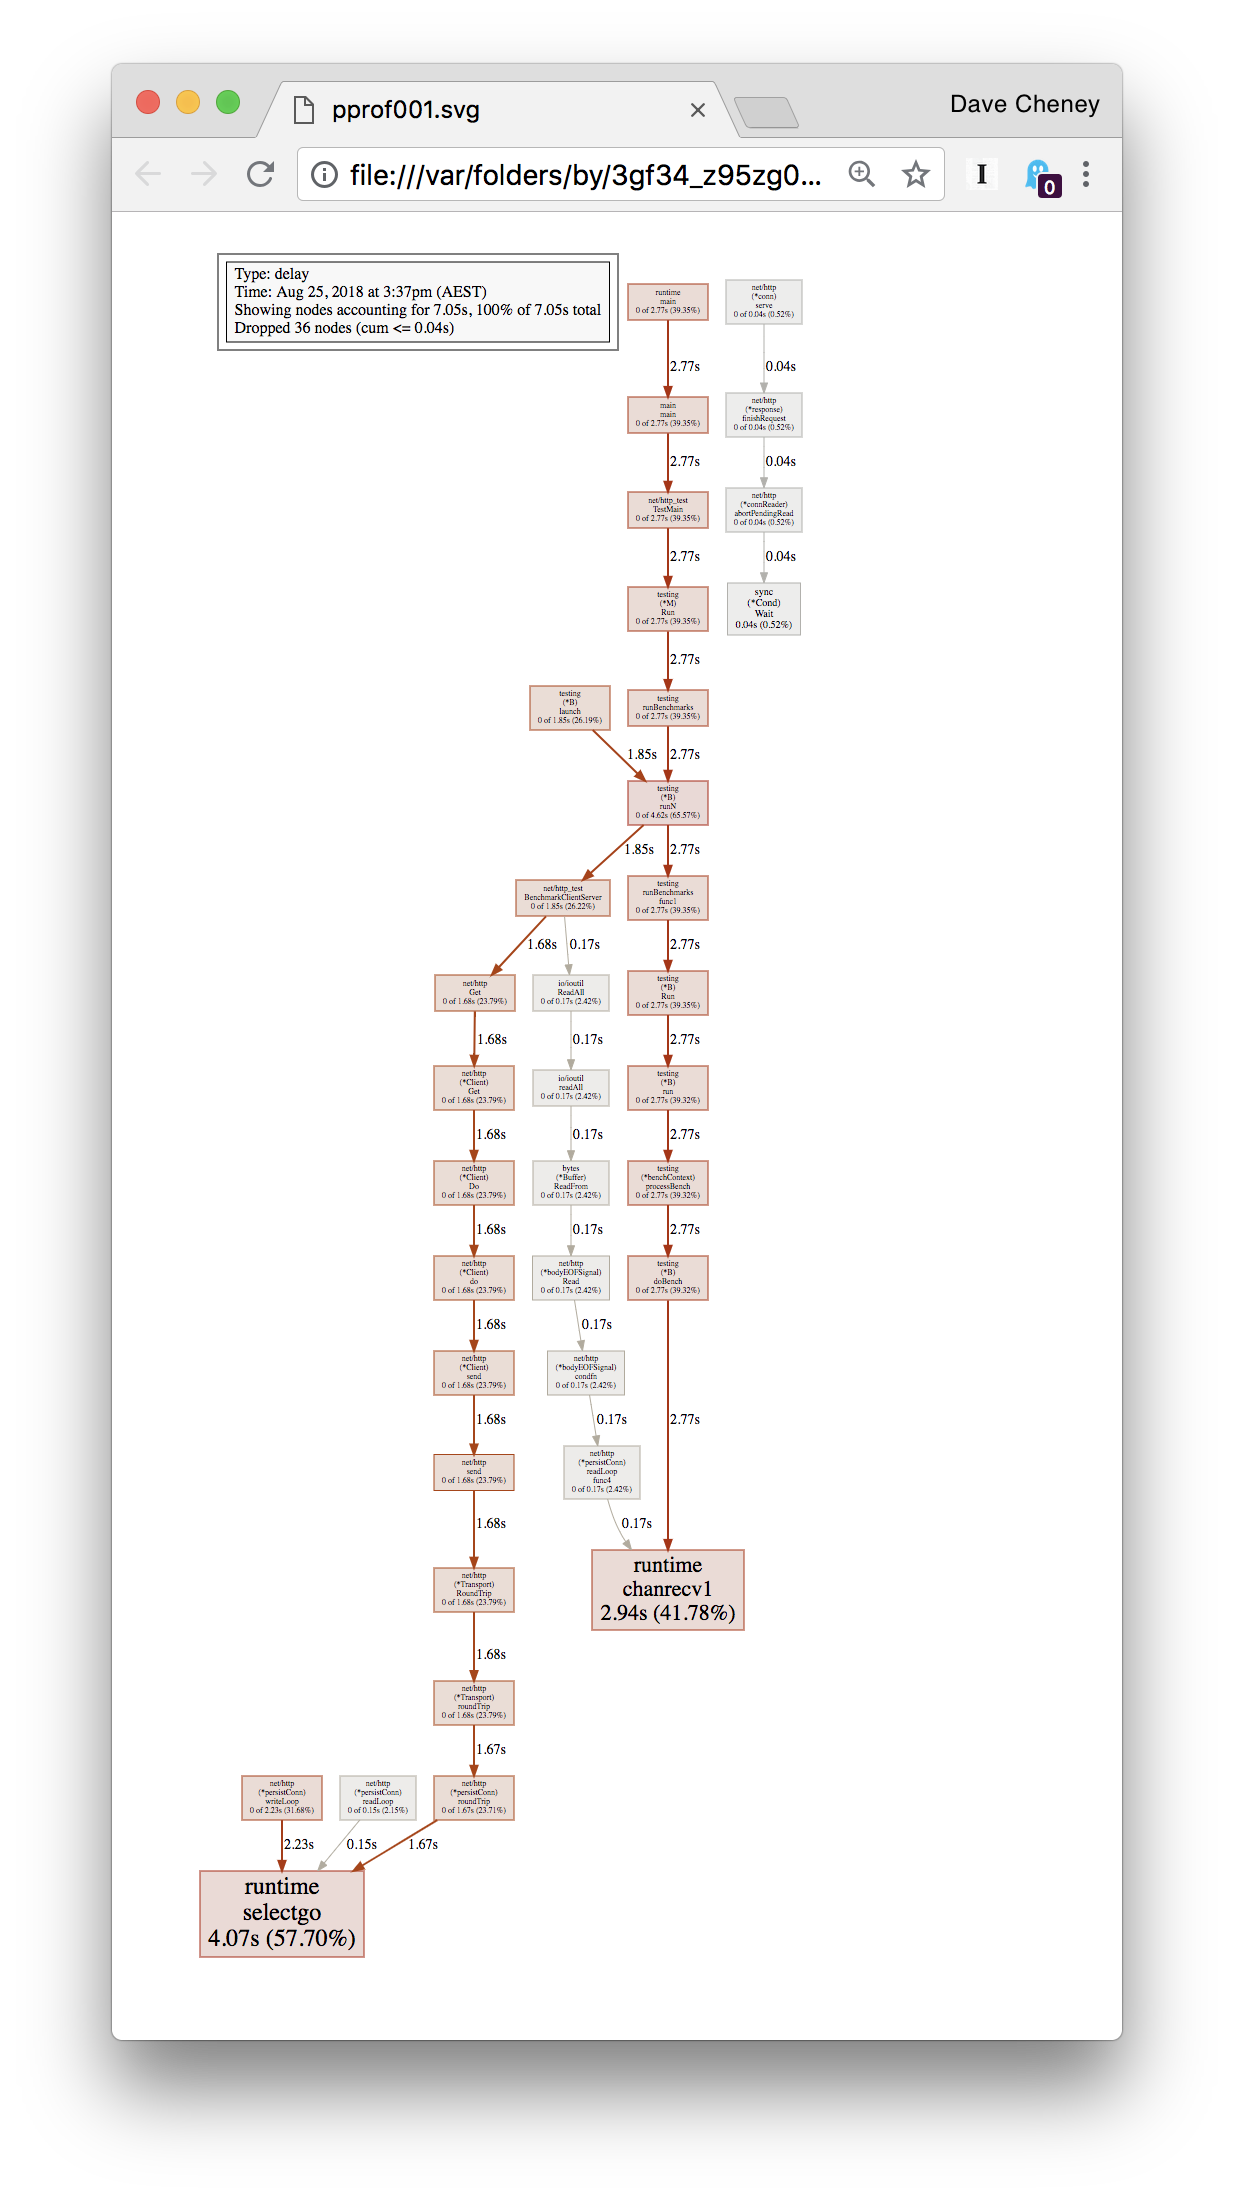 pprof001.svg
Dave Cheney
file:///var/folders/by/3gf34_z95zg0...
I
0
Type: delay
Time: Aug 25, 2018 at 3:37pm (AEST)
Showing nodes accounting for 7.05s, 100% of 7.05s total
Dropped 36 nodes (cum <= 0.04s)
runtime
main
0 of 2.77s (39.35%)
net/http
(*conn)
serve
0 of 0.04s (0.52%)
2.77s
0.04s
main
main
0 of 2.77s (39.35%)
net/http
(*response)
finishRequest
0 of 0.04s (0.52%)
2.77s
0.04s
net/http_test
TestMain
0 of 2.77s (39.35%)
net/http
(*connReader)
abortPendingRead
0 of 0.04s (0.52%)
2.77s
0.04s
testing
(*M)
Run
0 of 2.77s (39.35%)
sync
(*Cond)
Wait
0.04s (0.52%)
2.77s
testing
(*B)
launch
0 of 1.85s (26.19%)
testing
runBenchmarks
0 of 2.77s (39.35%)
1.85s
2.77s
testing
(*B)
runN
0 of 4.62s (65.57%)
1.85s
2.77s
net/http_test
BenchmarkClientServer
0 of 1.85s (26.22%)
testing
runBenchmarks
func1
0 of 2.77s (39.35%)
1.68s
0.17s
2.77s
net/http
Get
0 of 1.68s (23.79%)
io/ioutil
ReadAll
0 of 0.17s (2.42%)
testing
(*B)
Run
0 of 2.77s (39.35%)
1.68s
0.17s
2.77s
net/http
(*Client)
Get
0 of 1.68s (23.79%)
io/ioutil
readAll
0 of 0.17s (2.42%)
testing
(*B)
run
0 of 2.77s (39.32%)
1.68s
0.17s
2.77s
net/http
(*Client)
Do
0 of 1.68s (23.79%)
bytes
(*Buffer)
ReadFrom
0 of 0.17s (2.42%)
testing
(*benchContext)
processBench
0 of 2.77s (39.32%)
1.68s
0.17s
2.77s
net/http
(*Client)
do
0 of 1.68s (23.79%)
net/http
(*bodyEOFSignal)
Read
0 of 0.17s (2.42%)
testing
(*B)
doBench
0 of 2.77s (39.32%)
1.68s
0.17s
net/http
(*Client)
send
0 of 1.68s (23.79%)
net/http
(*bodyEOFSignal)
condfn
0 of 0.17s (2.42%)
1.68s
0.17s
2.77s
net/http
send
0 of 1.68s (23.79%)
net/http
(*persistConn)
readLoop
func4
0 of 0.17s (2.42%)
1.68s
0.17s
net/http
(*Transport)
RoundTrip
0 of 1.68s (23.79%)
runtime
chanrecv1
2.94s (41.78%)
1.68s
net/http
(*Transport)
roundTrip
0 of 1.68s (23.79%)
1.67s
net/http
(*persistConn)
writeLoop
0 of 2.23s (31.68%)
net/http
(*persistConn)
readLoop
0 of 0.15s (2.15%)
net/http
(*persistConn)
roundTrip
0 of 1.67s (23.71%)
2.23s
0.15s
1.67s
runtime
selectgo
4.07s (57.70%)